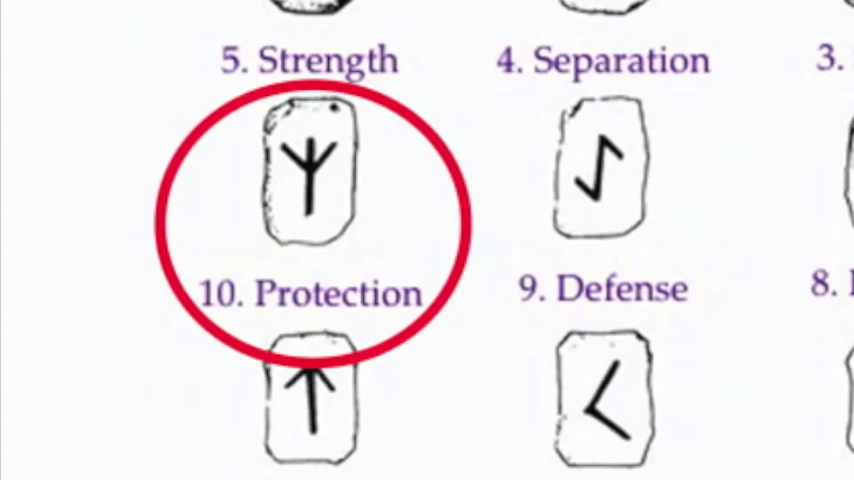 5. Strength 4. Separation 3.
10. Protection 9. Defense 8.